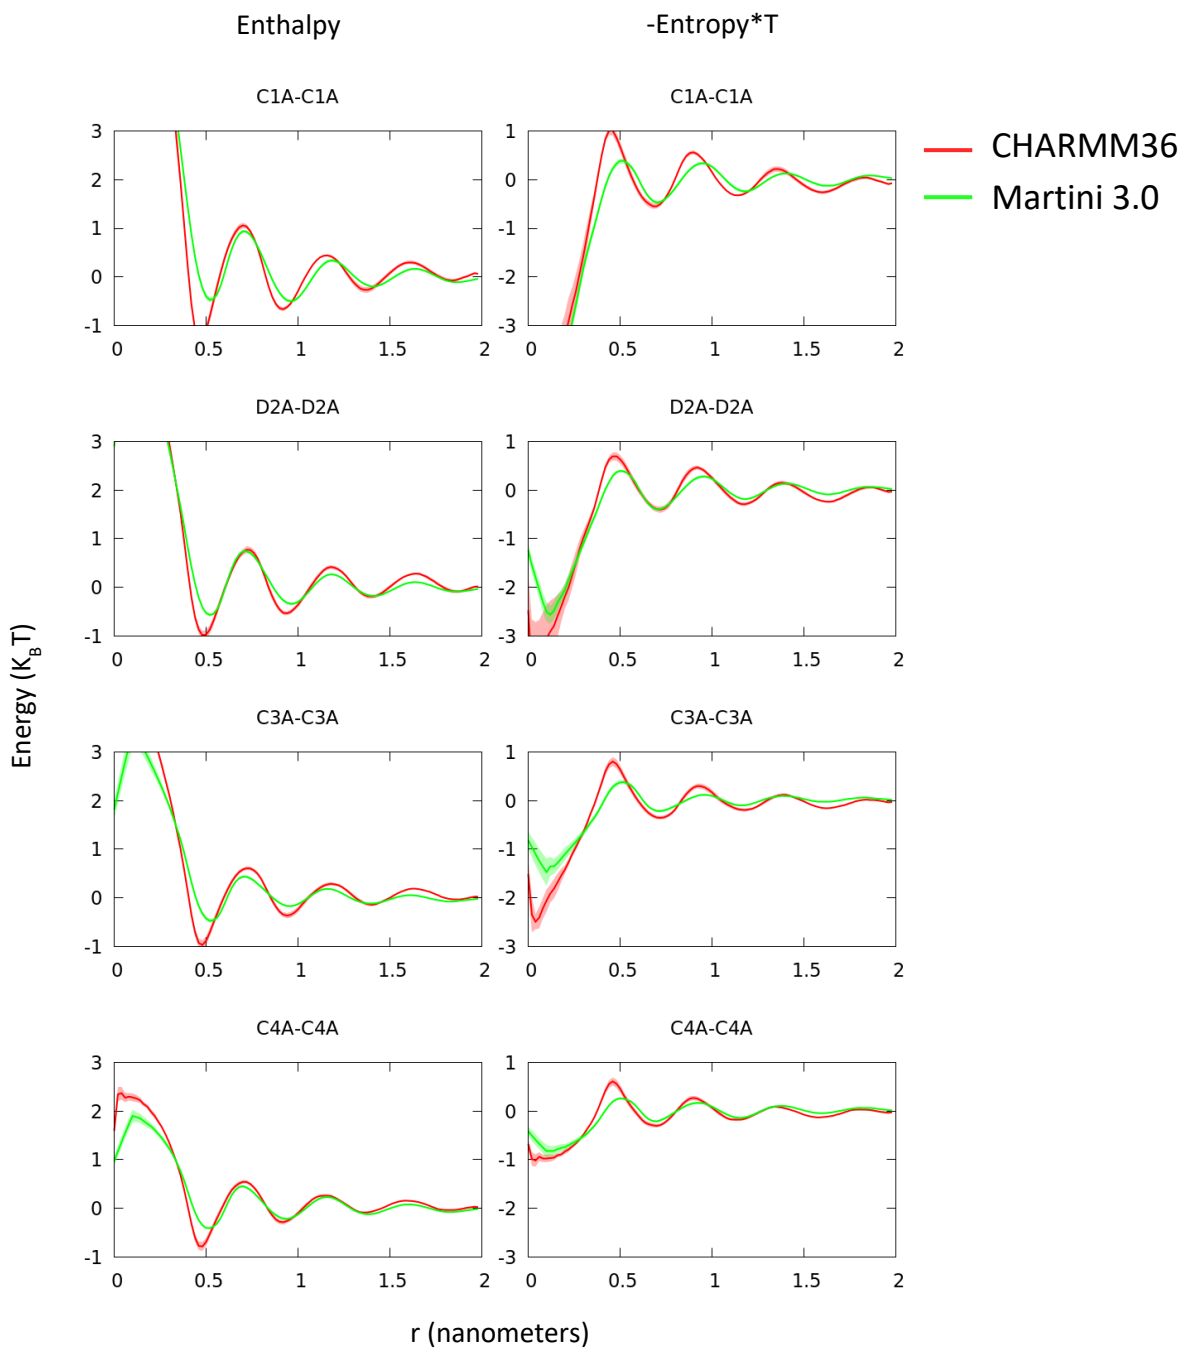 Enthalpy -Entropy*T
C1A-C1A C1A-C1A
CHARMM36
Martini 3.0
3 1
2 0
1 -1
0 -2
-1 -3
0 0.5 1 1.5 2 0 0.5 1 1.5 2
D2A-D2A D2A-D2A
3 1
2 0
1 -1
0 -2
-1 -3
0 0.5 1 1.5 2 0 0.5 1 1.5 2
Energy (K_B T)
C3A-C3A C3A-C3A
3 1
2 0
1 -1
0 -2
-1 -3
0 0.5 1 1.5 2 0 0.5 1 1.5 2
C4A-C4A C4A-C4A
3 1
2 0
1 -1
0 -2
-1 -3
0 0.5 1 1.5 2 0 0.5 1 1.5 2
r (nanometers)